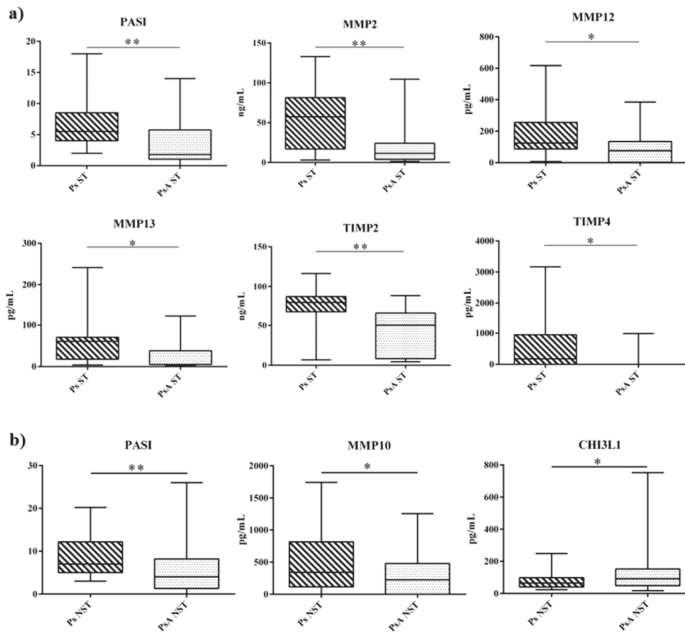 a)
PASI
**
20
15
10
5
0
Ps ST
PsA ST
MMP2
**
ng/mL
150
100
50
0
Ps ST
PsA ST
MMP12
*
pg/mL
800
600
400
200
0
Ps ST
PsA ST
MMP13
*
pg/mL
300
200
100
0
Ps ST
PsA ST
TIMP2
**
ng/mL
150
100
50
0
Ps ST
PsA ST
TIMP4
*
pg/mL
4000
3000
2000
1000
0
Ps ST
PsA ST
b)
PASI
**
30
20
10
0
Ps NST
PsA NST
MMP10
*
pg/mL
2000
1500
1000
500
0
Ps NST
PsA NST
CHI3L1
*
pg/mL
800
600
400
200
0
Ps NST
PsA NST